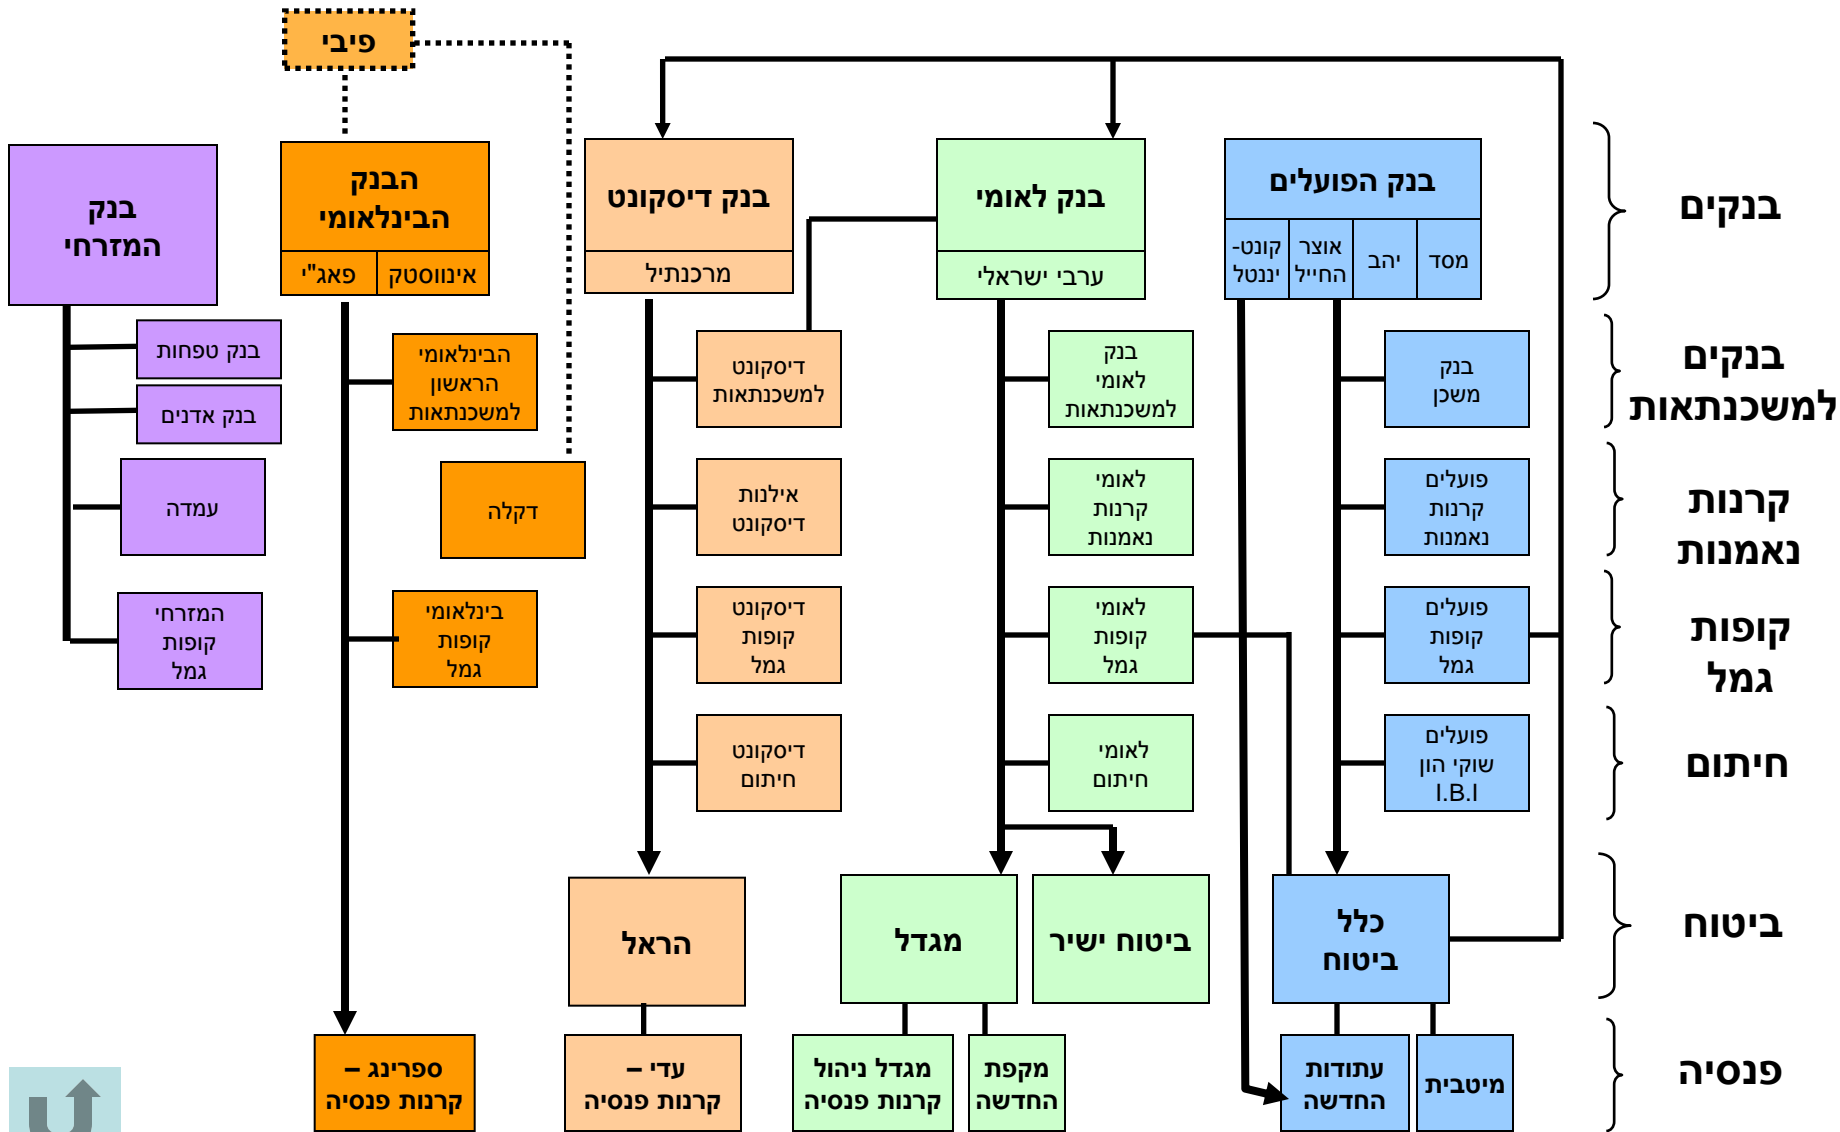 פיבי
בנקים
בנק הפועלים
מסד
יהב
אוצר
החייל
קונט-
יננטל
בנק לאומי
ערבי ישראלי
בנק דיסקונט
מרכנתיל
הבנק
הבינלאומי
אינווסטק
פאג"י
בנק
המזרחי
בנקים
למשכנתאות
בנק
משכן
בנק
לאומי
למשכנתאות
דיסקונט
למשכנתאות
הבינלאומי
הראשון
למשכנתאות
בנק טפחות
בנק אדנים
קרנות
נאמנות
פועלים
קרנות
נאמנות
לאומי
קרנות
נאמנות
אילנות
דיסקונט
דקלה
עמדה
קופות
גמל
פועלים
קופות
גמל
לאומי
קופות
גמל
דיסקונט
קופות
גמל
בינלאומי
קופות
גמל
המזרחי
קופות
גמל
חיתום
פועלים
שוקי הון
I.B.I
לאומי
חיתום
דיסקונט
חיתום
ביטוח
כלל
ביטוח
ביטוח ישיר
מגדל
הראל
פנסיה
מיטבית
עתודות
החדשה
מקפת
החדשה
מגדל ניהול
קרנות פנסיה
עדי –
קרנות פנסיה
ספרינג –
קרנות פנסיה